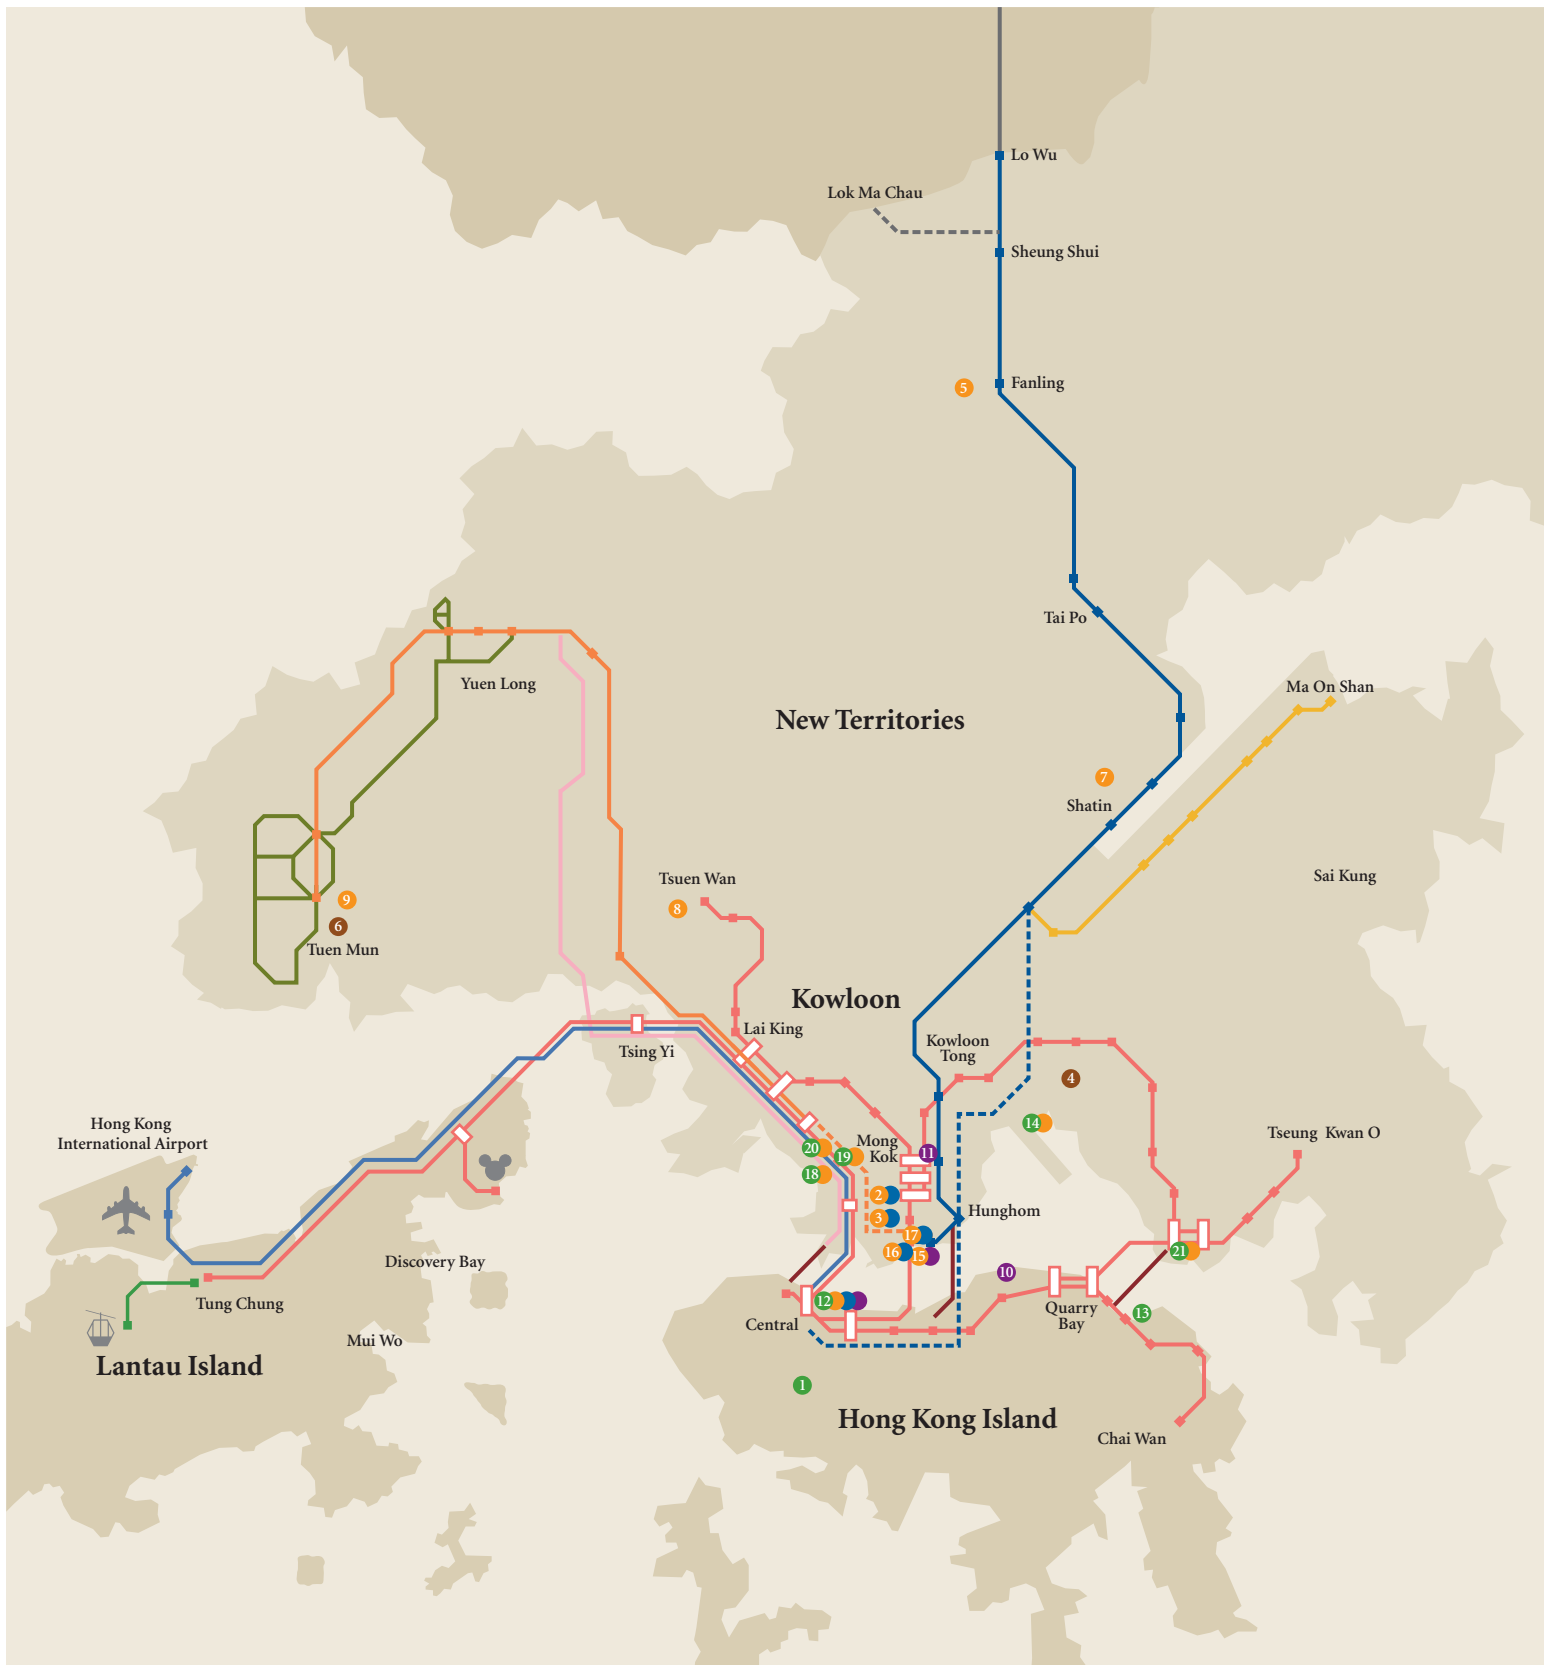 Lo Wu
Lok Ma Chau
Sheung Shui
5
Fanling
Tai Po
Yuen Long
Ma On Shan
New Territories
7
Shatin
Tsuen Wan
8
Sai Kung
9
6
Tuen Mun
Kowloon
Lai King
Tsing Yi
Kowloon
Tong
4
Hong Kong
International Airport
14
Tseung Kwan O
Mong
Kok
11
20
19
18
2
3
Hunghom
17
16
15
Discovery Bay
21
10
Tung Chung
12
Central
Quarry
Bay
13
Mui Wo
Lantau Island
1
Hong Kong Island
Chai Wan